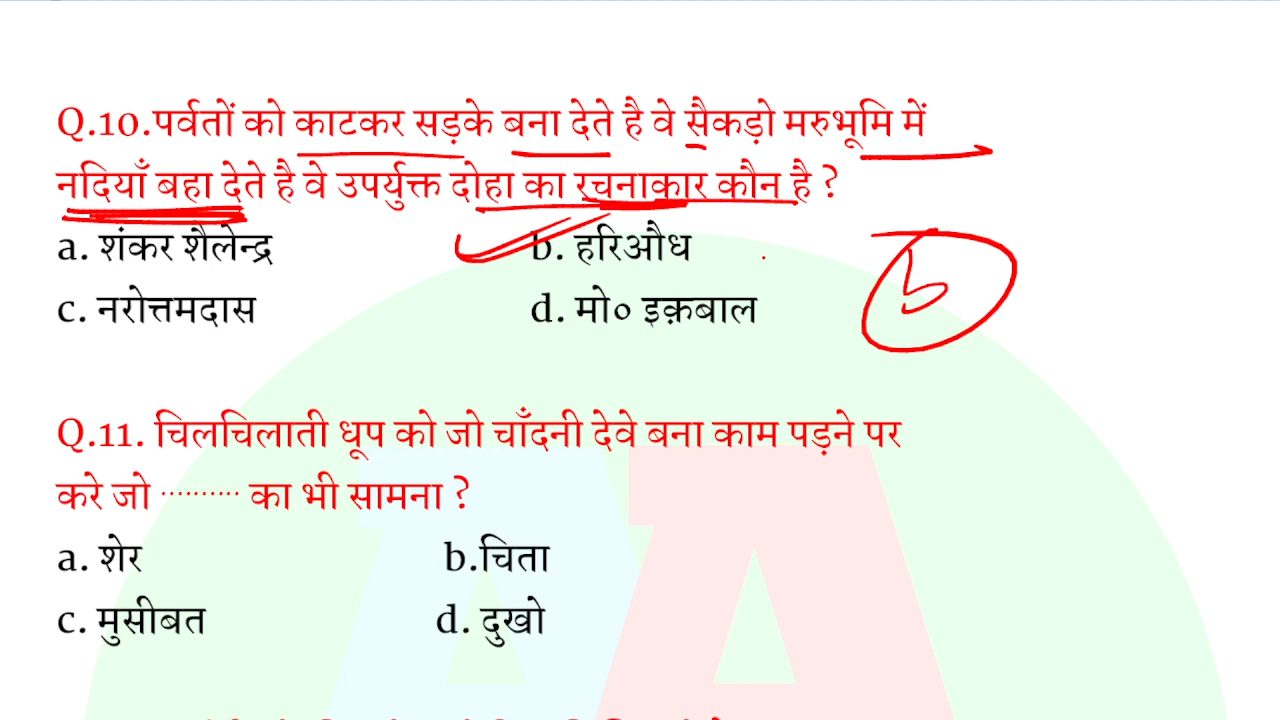 Q.10.पर्वतों को काटकर सड़के बना देते है वे सैकड़ो मरुभूमि में
नदियाँ बहा देते है वे उपर्युक्त दोहा का रचनाकार कौन है ?
a. शंकर शैलेन्द्र b. हरिऔध
c. नरोत्तमदास d. मो० इक़बाल
b
Q.11. चिलचिलाती धूप को जो चाँदनी देवे बना काम पड़ने पर
करे जो ·········· का भी सामना ?
a. शेर b.चिता
c. मुसीबत d. दुखो